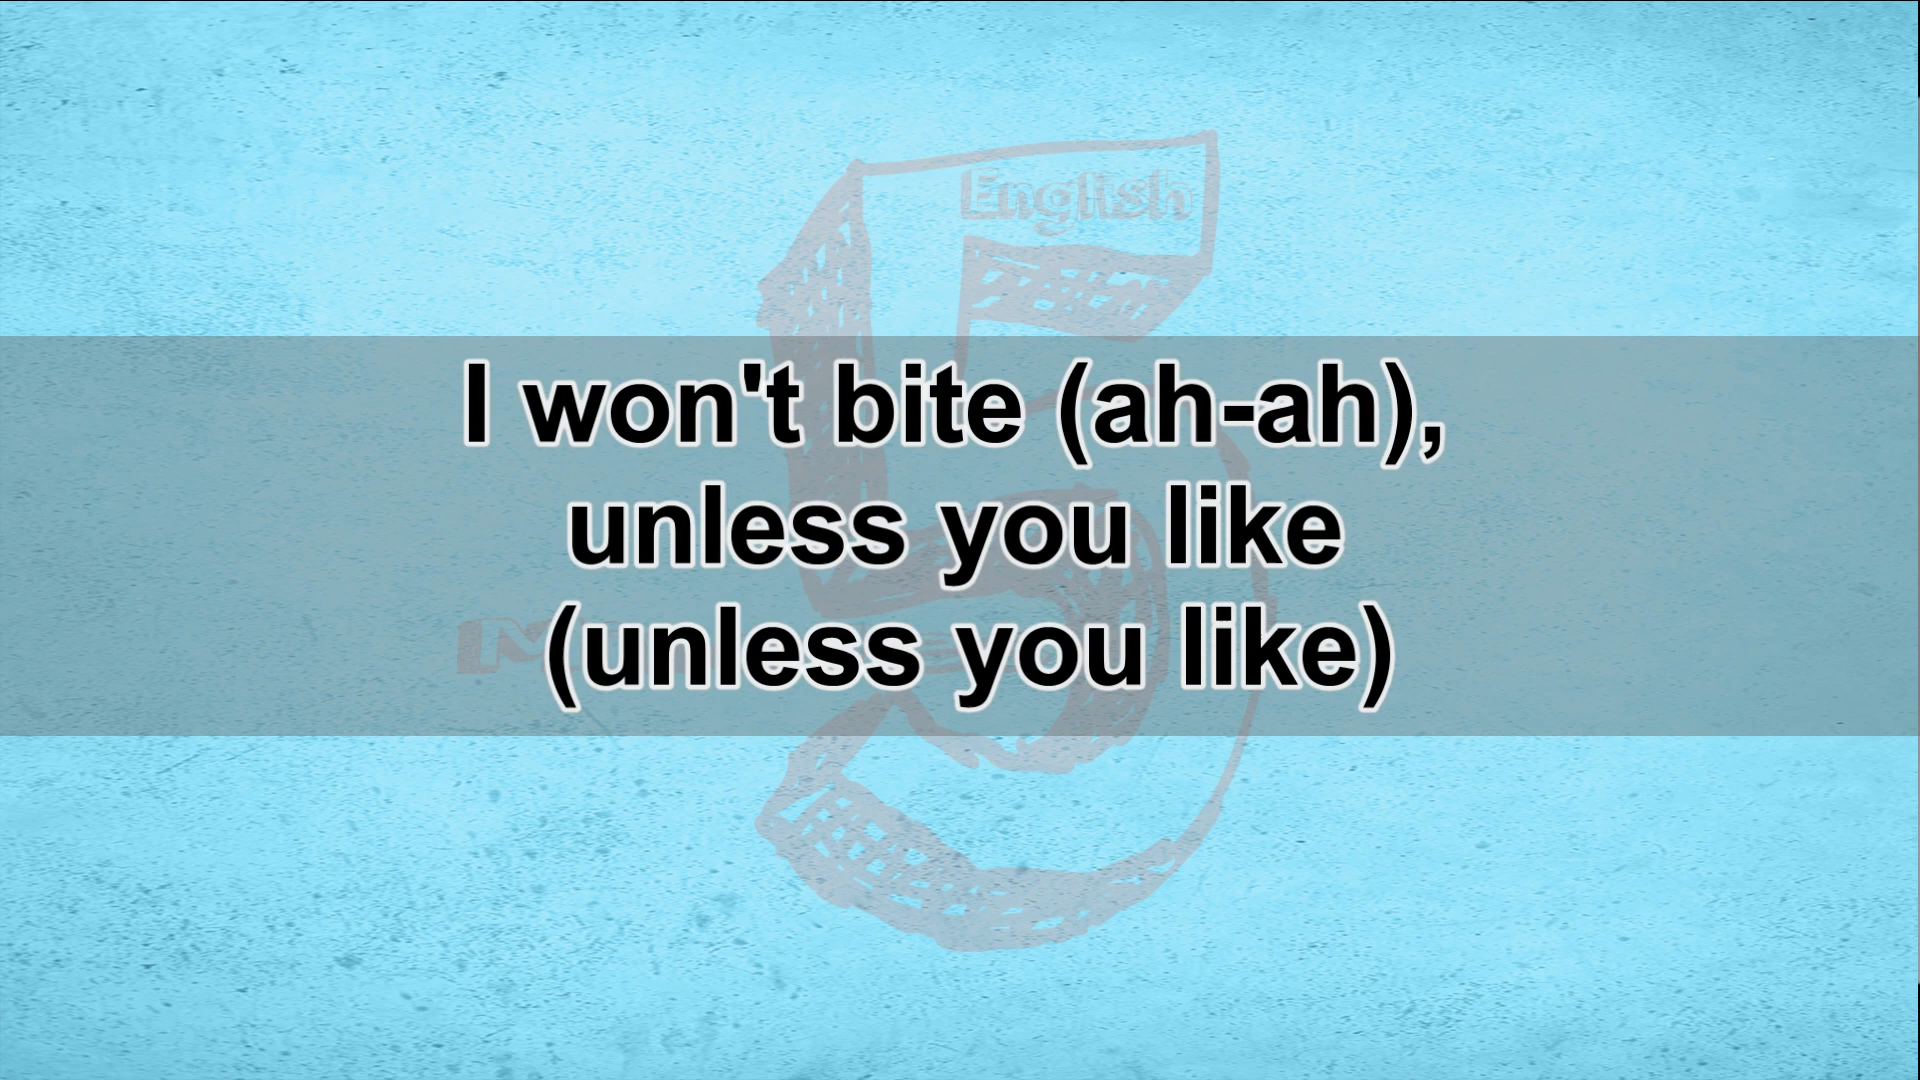 English
I won't bite (ah-ah),
unless you like
(unless you like)